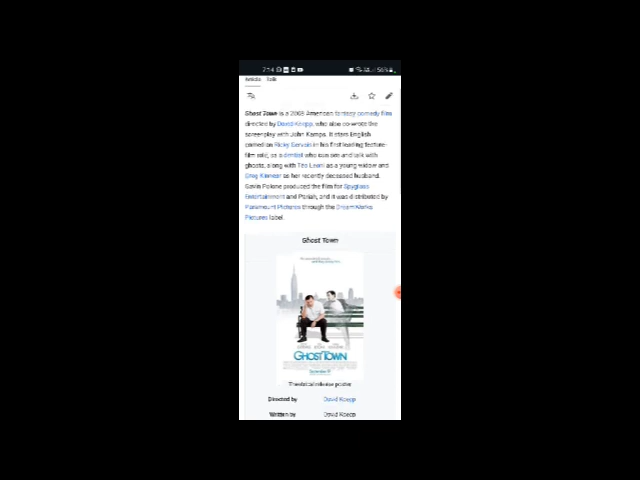 7:14
56%
Article Talk
Ghost Town is a 2008 American fantasy comedy film
directed by David Koepp, who also co-wrote the
screenplay with John Kamps. It stars English
comedian Ricky Gervais in his first leading feature-
film role, as a dentist who can see and talk with
ghosts, along with Téa Leoni as a young widow and
Greg Kinnear as her recently deceased husband.
Gavin Polone produced the film for Spyglass
Entertainment and Pariah, and it was distributed by
Paramount Pictures through the DreamWorks
Pictures label.
Ghost Town
GHOST TOWN
Theatrical release poster
Directed by David Koepp
Written by David Koepp